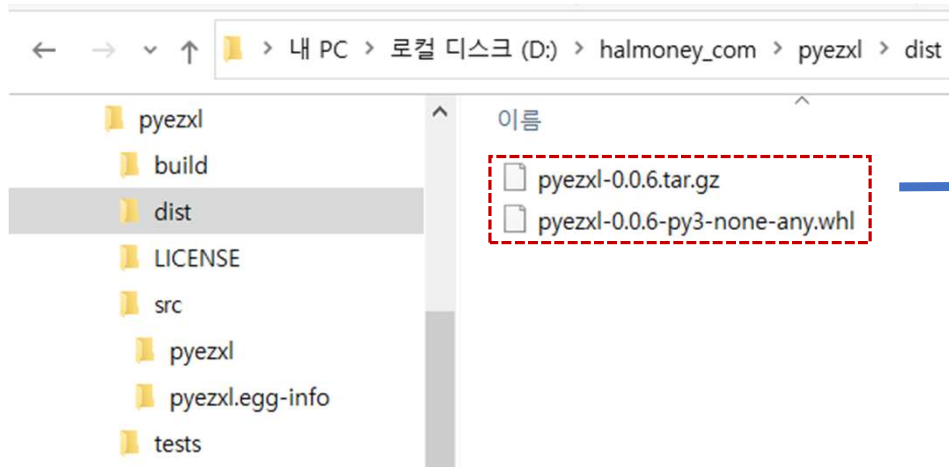 내 PC > 로컬 디스크 (D:) > halmoney_com > pyezxl > dist
pyezxl
build
dist
LICENSE
src
pyezxl
pyezxl.egg-info
tests
이름
pyezxl-0.0.6.tar.gz
pyezxl-0.0.6-py3-none-any.whl